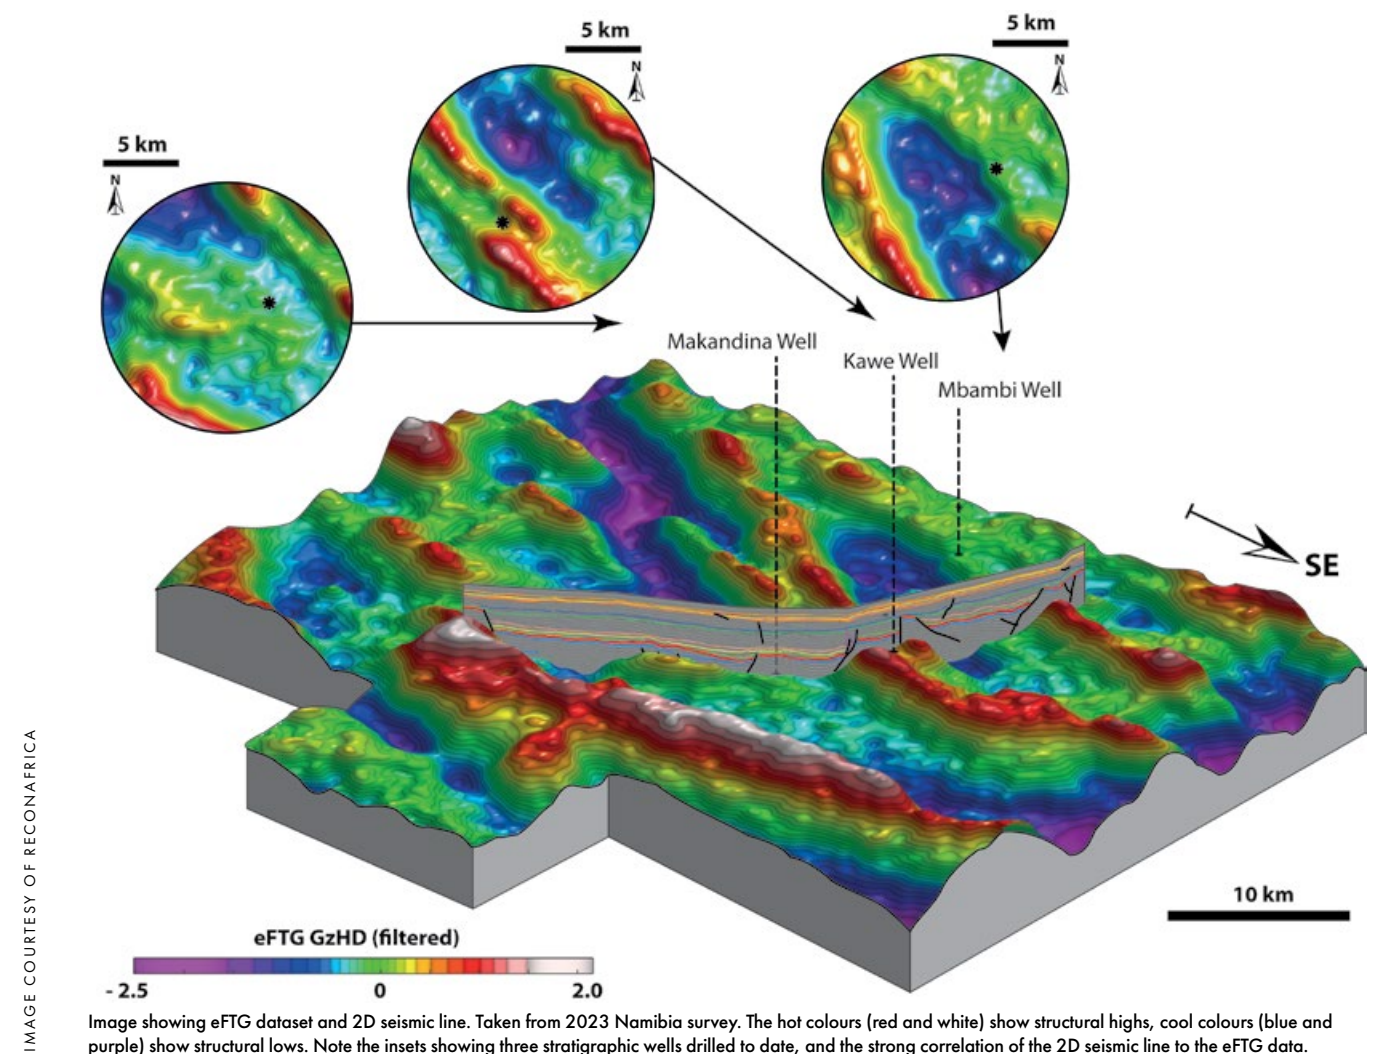 5 km
N
5 km
N
5 km
N
Makandina Well
Kawe Well
Mbambi Well
SE
10 km
eFTG GzHD (filtered)
- 2.5 0 2.0
IMAGE COURTESY OF RECONAFRICA
Image showing eFTG dataset and 2D seismic line. Taken from 2023 Namibia survey. The hot colours (red and white) show structural highs, cool colours (blue and
purple) show structural lows. Note the insets showing three stratigraphic wells drilled to date, and the strong correlation of the 2D seismic line to the eFTG data.